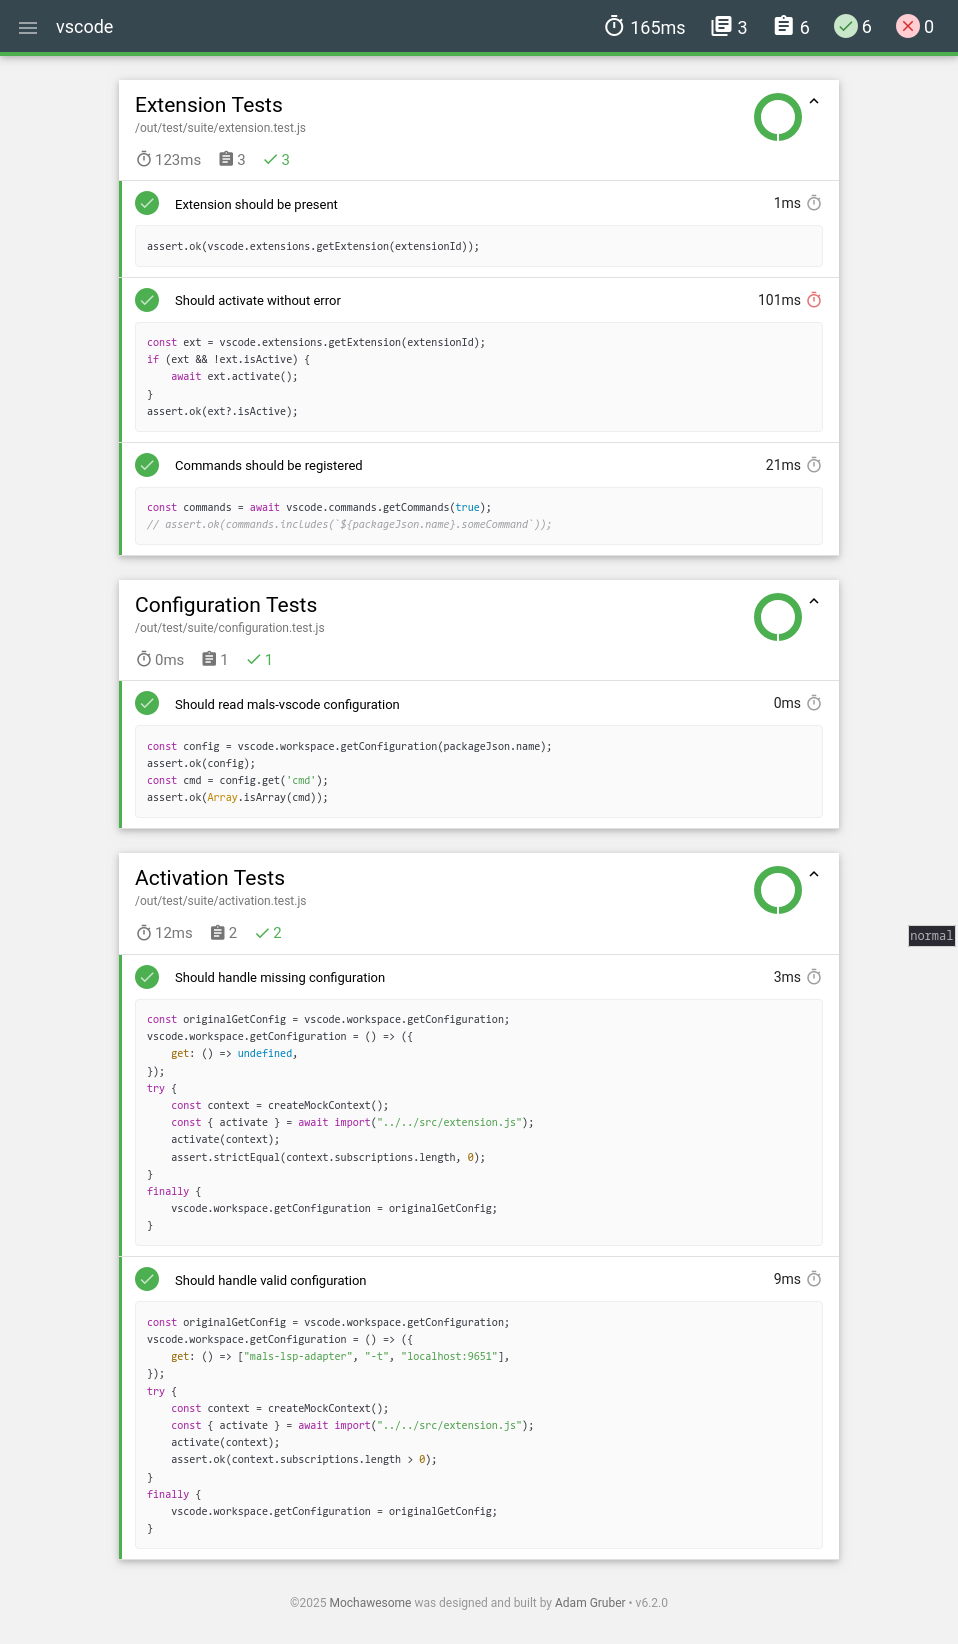 vscode 165ms 3 6 6 0
Extension Tests
/out/test/suite/extension.test.js
123ms 3 3
Extension should be present 1ms
assert.ok(vscode.extensions.getExtension(extensionId));
Should activate without error 101ms
const ext = vscode.extensions.getExtension(extensionId);
if (ext && !ext.isActive) {
    await ext.activate();
}
assert.ok(ext?.isActive);
Commands should be registered 21ms
const commands = await vscode.commands.getCommands(true);
// assert.ok(commands.includes(`${packageJson.name}.someCommand`));
Configuration Tests
/out/test/suite/configuration.test.js
0ms 1 1
Should read mals-vscode configuration 0ms
const config = vscode.workspace.getConfiguration(packageJson.name);
assert.ok(config);
const cmd = config.get('cmd');
assert.ok(Array.isArray(cmd));
Activation Tests
/out/test/suite/activation.test.js
12ms 2 2
normal
Should handle missing configuration 3ms
const originalGetConfig = vscode.workspace.getConfiguration;
vscode.workspace.getConfiguration = () => ({
    get: () => undefined,
});
try {
    const context = createMockContext();
    const { activate } = await import("../../src/extension.js");
    activate(context);
    assert.strictEqual(context.subscriptions.length, 0);
}
finally {
    vscode.workspace.getConfiguration = originalGetConfig;
}
Should handle valid configuration 9ms
const originalGetConfig = vscode.workspace.getConfiguration;
vscode.workspace.getConfiguration = () => ({
    get: () => ["mals-lsp-adapter", "-t", "localhost:9651"],
});
try {
    const context = createMockContext();
    const { activate } = await import("../../src/extension.js");
    activate(context);
    assert.ok(context.subscriptions.length > 0);
}
finally {
    vscode.workspace.getConfiguration = originalGetConfig;
}
©2025 Mochawesome was designed and built by Adam Gruber • v6.2.0